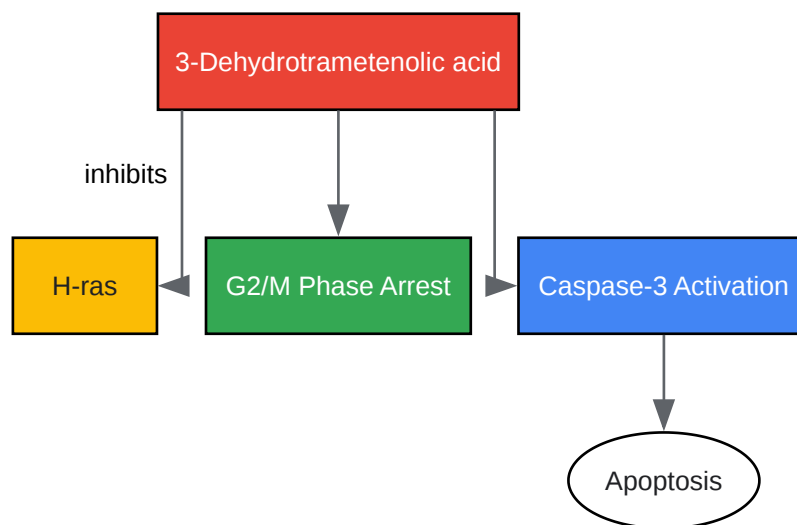 3-Dehydrotrametenolic acid
inhibits
H-ras
G2/M Phase Arrest
Caspase-3 Activation
Apoptosis